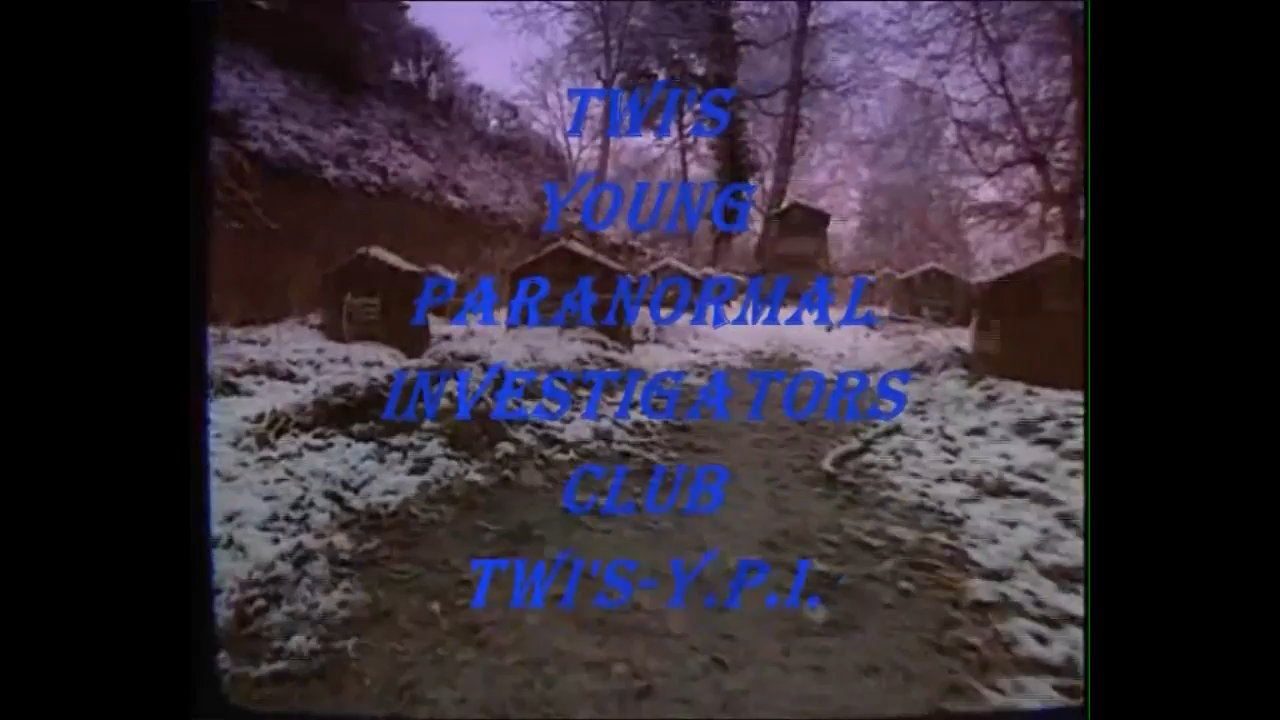 TWI'S
YOUNG
PARANORMAL
INVESTIGATORS
CLUB
TWI'S-Y.P.I.